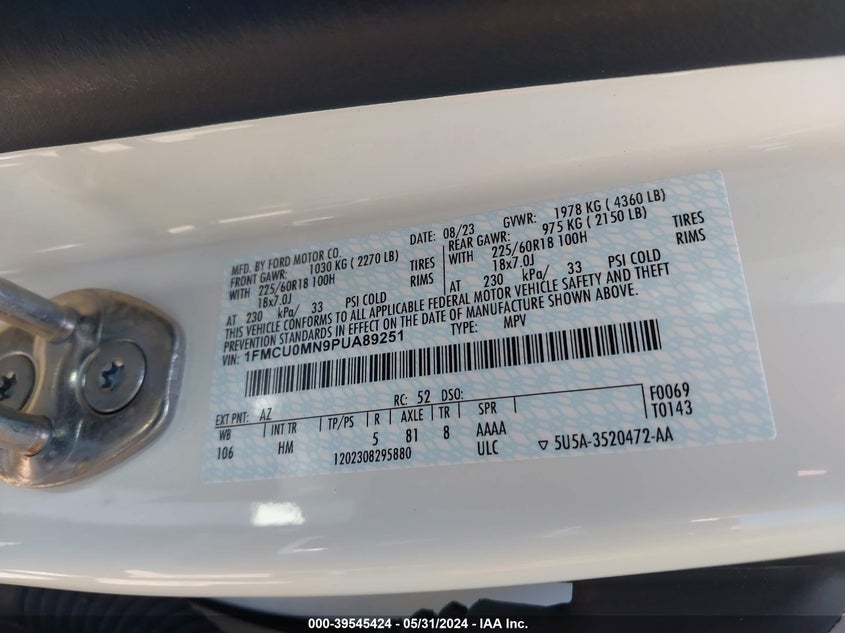 MFD. BY FORD MOTOR CO. DATE: 08/23 GVWR: 1978 KG ( 4360 LB)
FRONT GAWR: 1030 KG ( 2270 LB) REAR GAWR: 975 KG ( 2150 LB)
WITH 225/60R18 100H TIRES WITH 225/60R18 100H TIRES
18x7.0J RIMS 18x7.0J RIMS
AT 230 kPa/ 33 PSI COLD AT 230 kPa/ 33 PSI COLD
THIS VEHICLE CONFORMS TO ALL APPLICABLE FEDERAL MOTOR VEHICLE SAFETY AND THEFT
PREVENTION STANDARDS IN EFFECT ON THE DATE OF MANUFACTURE SHOWN ABOVE.
VIN: 1FMCU0MN9PUA89251 TYPE: MPV
EXT PNT: AZ RC: 52 DSO: F0069
WB INT TR TP/PS R AXLE TR SPR T0143
106 HM 5 81 8 AAAA
1202308295880 ULC 5U5A-3520472-AA
000-39545424 / 05/31/2024 - IAA Inc.